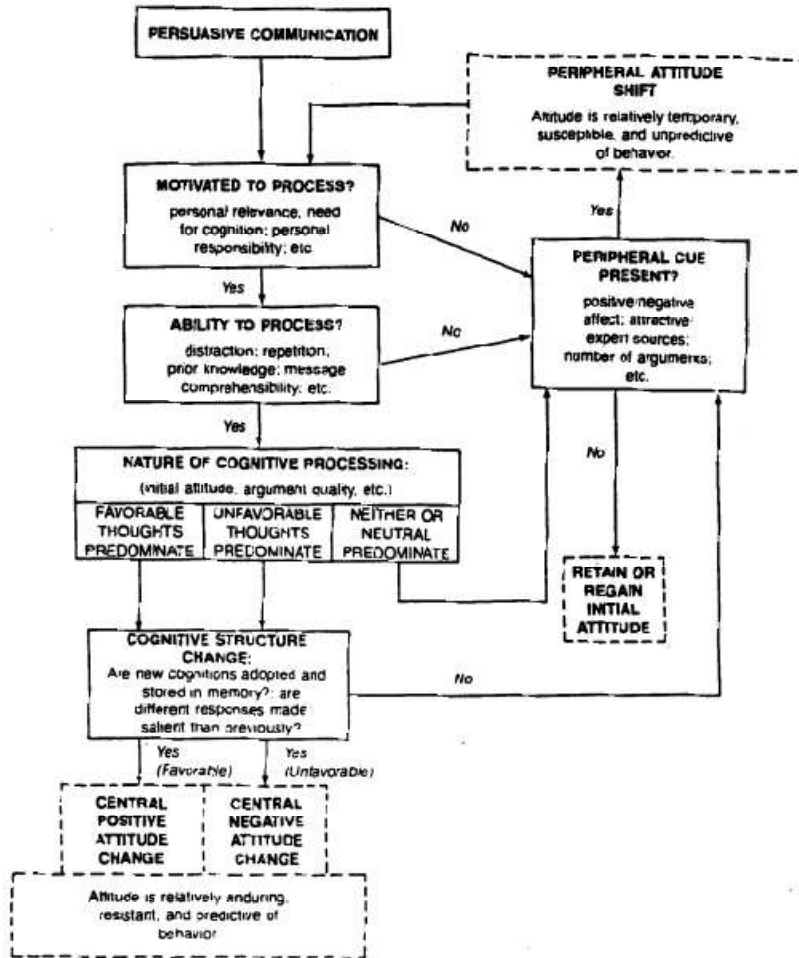 PERSUASIVE COMMUNICATION
PERIPHERAL ATTITUDE
SHIFT
Attitude is relatively temporary,
susceptible, and unpredictive
of behavior.
MOTIVATED TO PROCESS?
personal relevance, need
for cognition; personal
responsibility; etc
No
Yes
Yes
PERIPHERAL CUE
PRESENT?
positive/negative
affect; attractive-
expert sources;
number of arguments;
etc.
ABILITY TO PROCESS?
distraction; repetition;
prior knowledge; message
comprehensibility; etc.
No
Yes
No
NATURE OF COGNITIVE PROCESSING:
(initial attitude, argument quality, etc.)
FAVORABLE
THOUGHTS
PREDOMINATE
UNFAVORABLE
THOUGHTS
PREDOMINATE
NEITHER OR
NEUTRAL
PREDOMINATE
RETAIN OR
REGAIN
INITIAL
ATTITUDE
COGNITIVE STRUCTURE
CHANGE:
Are new cognitions adopted and
stored in memory?; are
different responses made
salient than previously?
No
Yes
(Favorable)
Yes
(Unfavorable)
CENTRAL
POSITIVE
ATTITUDE
CHANGE
CENTRAL
NEGATIVE
ATTITUDE
CHANGE
Attitude is relatively enduring,
resistant, and predictive of
behavior